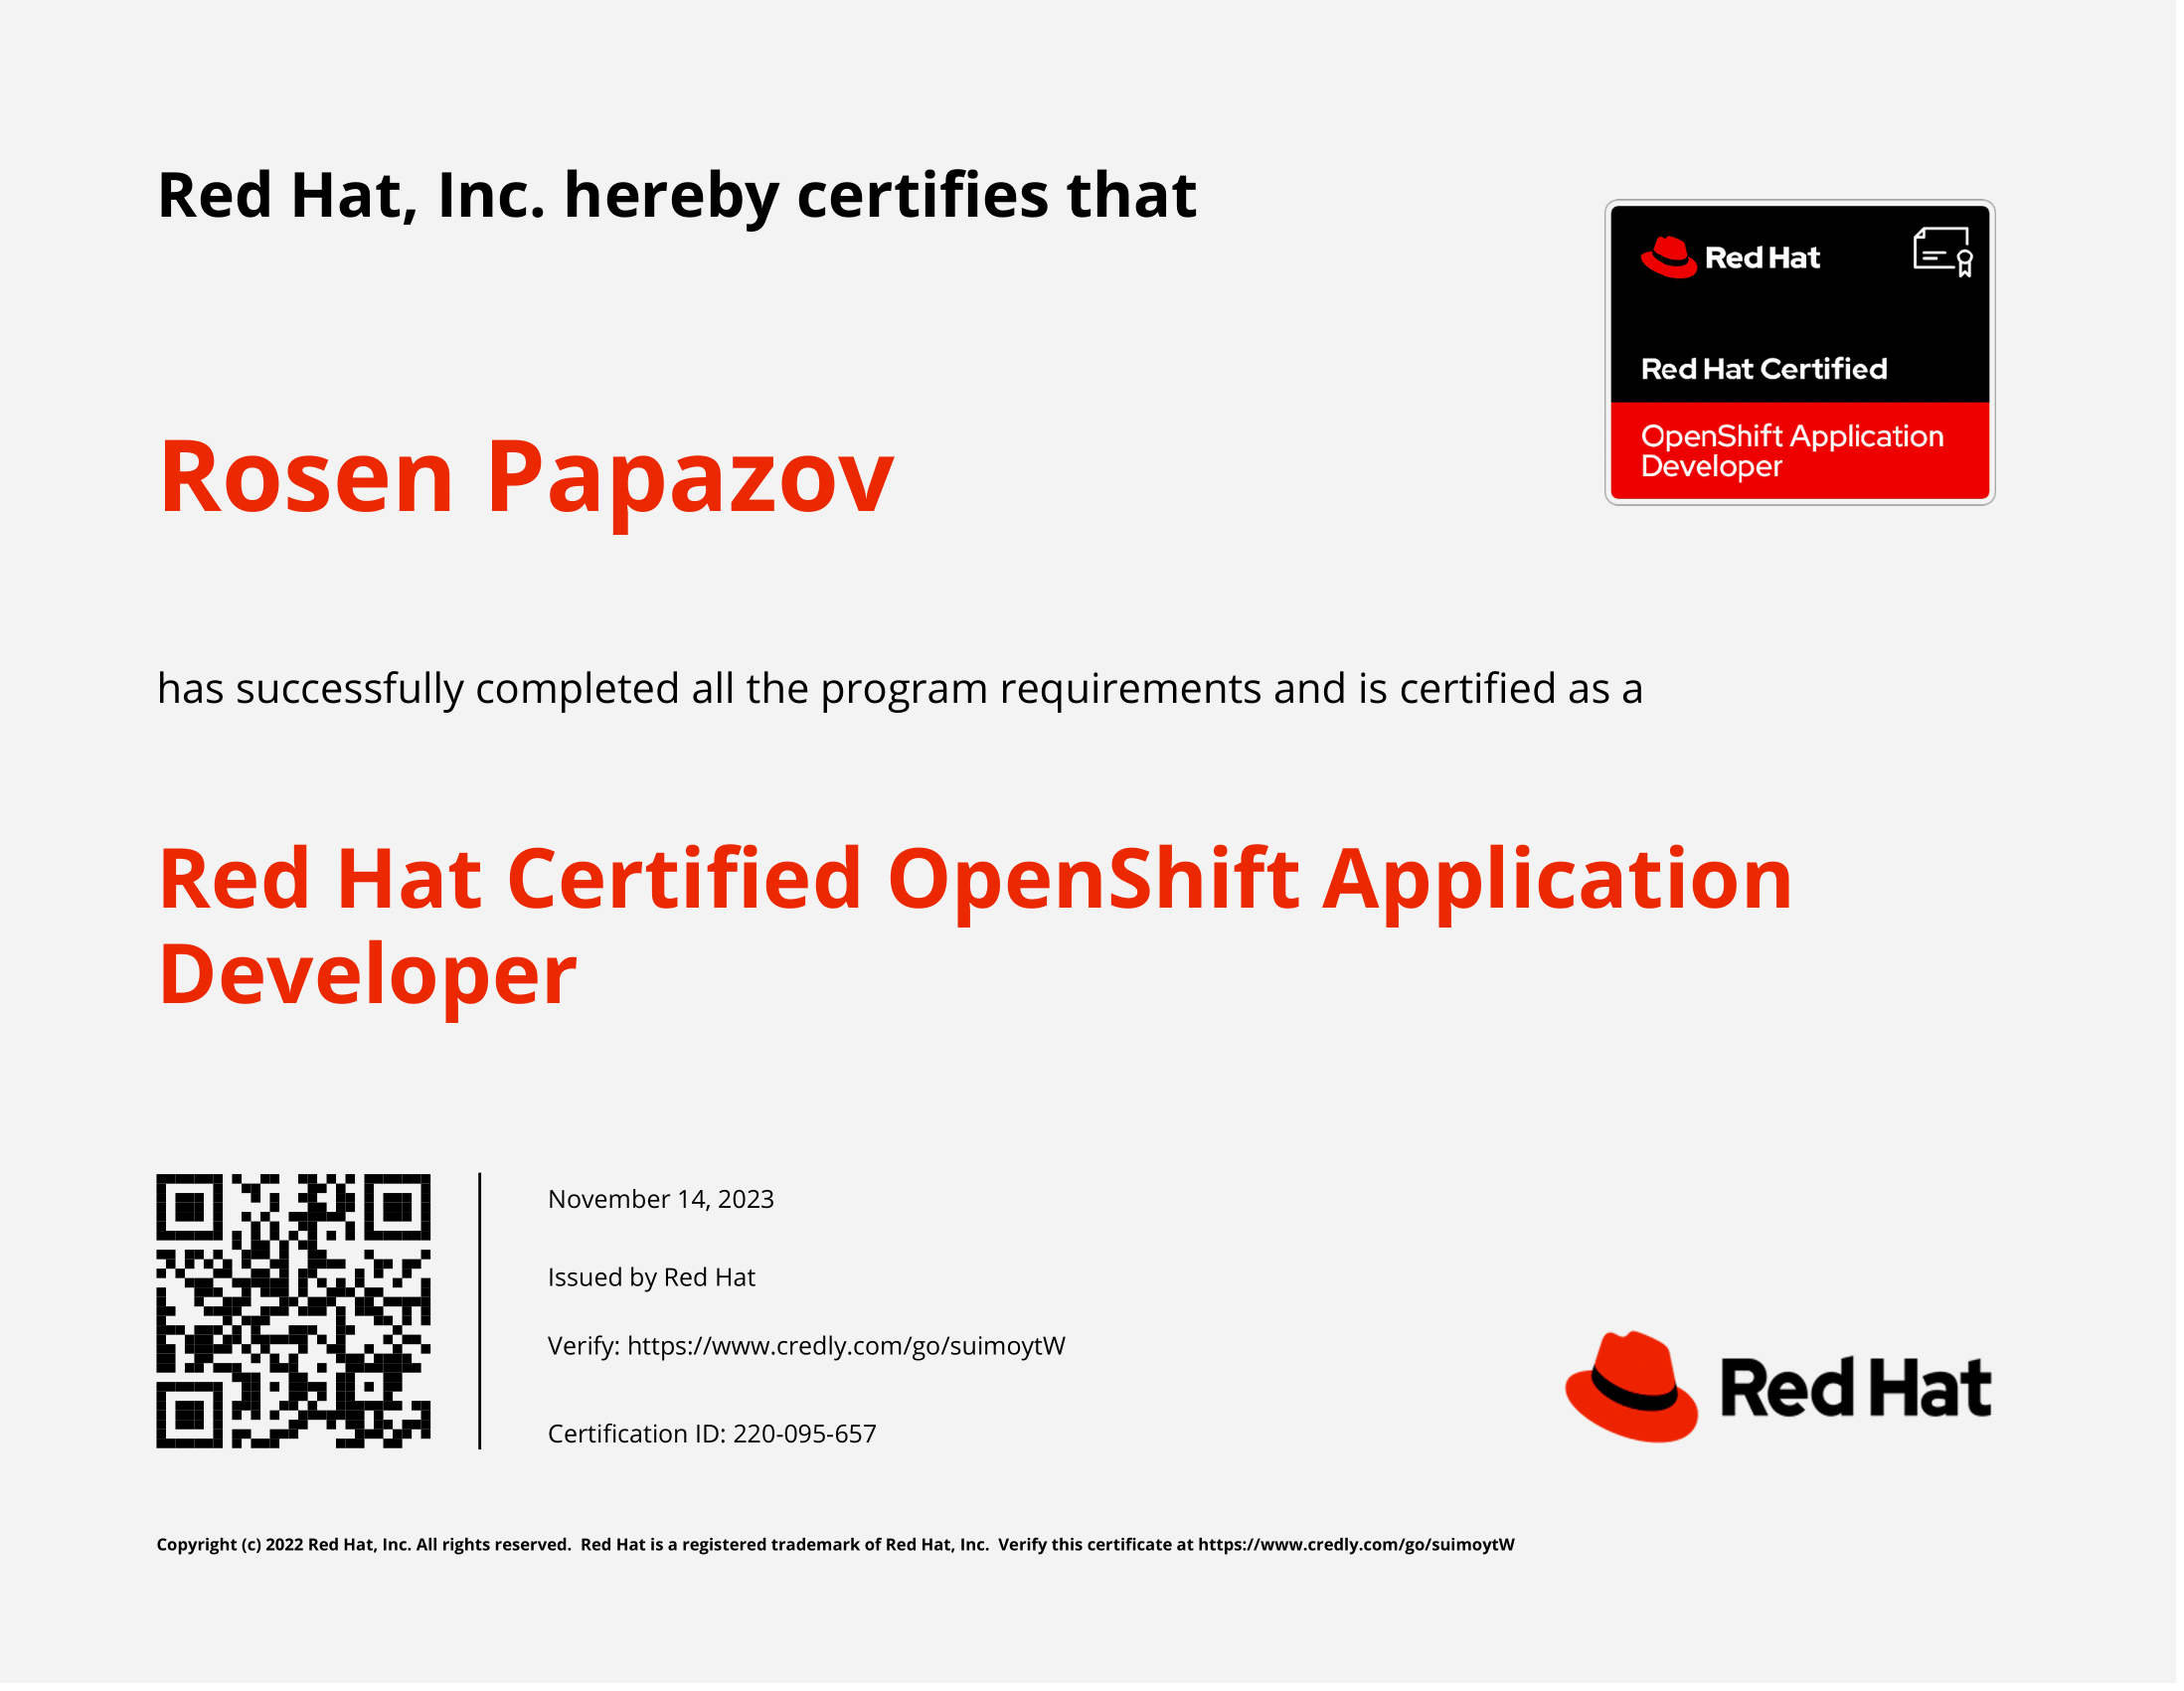 Red Hat, Inc. hereby certifies that
Red Hat
Red Hat Certified
OpenShift Application
Developer
Rosen Papazov
has successfully completed all the program requirements and is certified as a
Red Hat Certified OpenShift Application
Developer
November 14, 2023
Issued by Red Hat
Verify: https://www.credly.com/go/suimoytW
Certification ID: 220-095-657
Red Hat
Copyright (c) 2022 Red Hat, Inc. All rights reserved.  Red Hat is a registered trademark of Red Hat, Inc.  Verify this certificate at https://www.credly.com/go/suimoytW